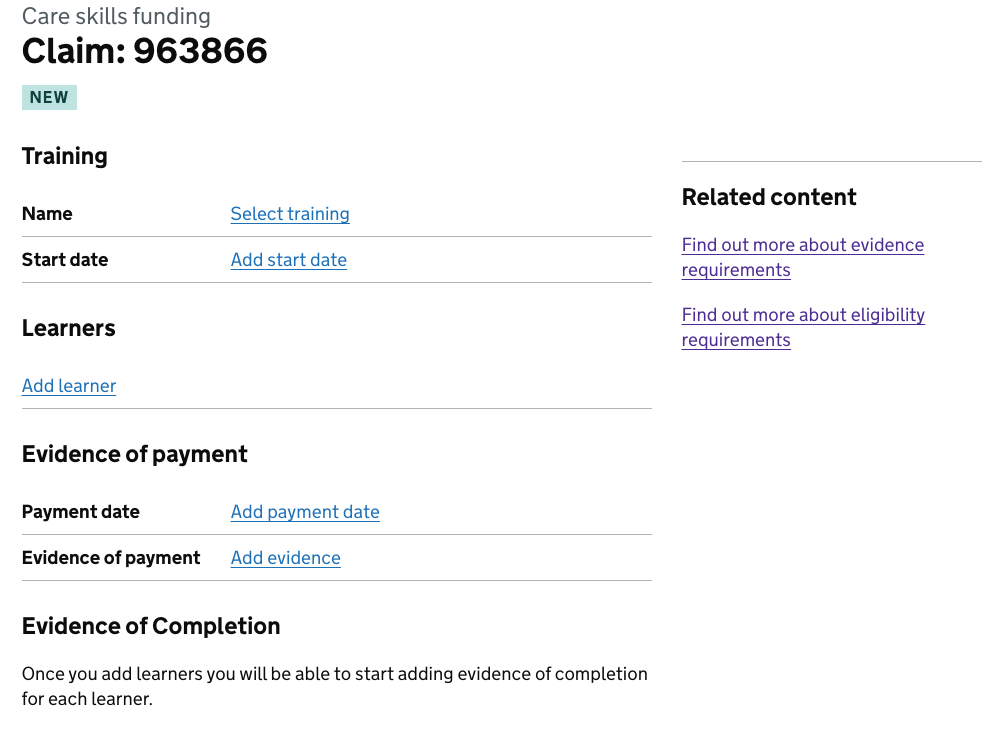 Care skills funding
Claim: 963866
NEW
Training
Name Select training
Start date Add start date
Learners
Add learner
Evidence of payment
Payment date Add payment date
Evidence of payment Add evidence
Evidence of Completion
Once you add learners you will be able to start adding evidence of completion
for each learner.
Related content
Find out more about evidence
requirements
Find out more about eligibility
requirements